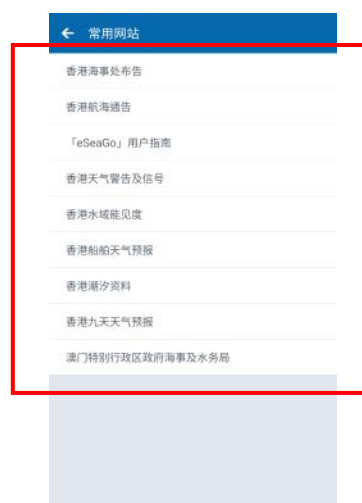 常用网站
香港海事处布告
香港航海通告
「eSeaGo」用户指南
香港天气警告及信号
香港水域能见度
香港船舶天气预报
香港潮汐资料
香港九天天气预报
澳门特别行政区政府海事及水务局